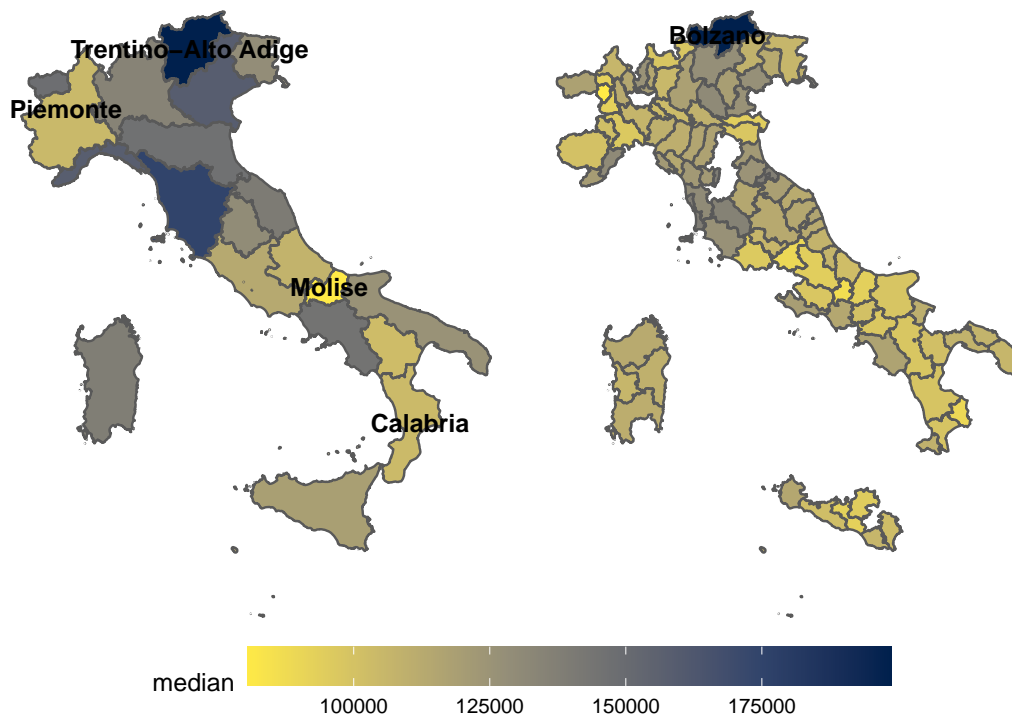 Trentino−Alto Adige
Bolzano
Piemonte
Molise
Calabria
median
100000 125000 150000 175000